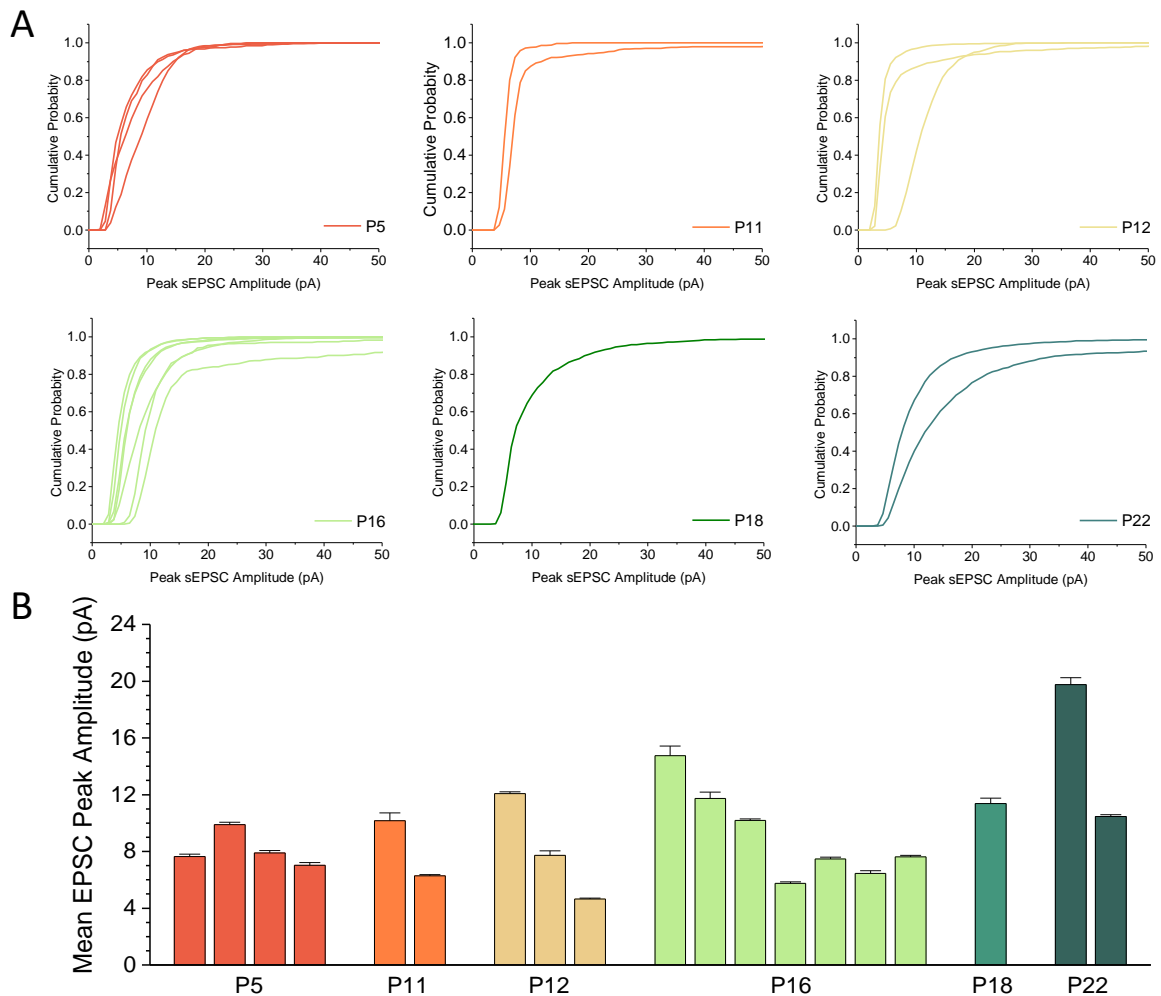 A
1.0
0.8
0.6
0.4
0.2
0.0
Cumulative Probabity
P5
0 10 20 30 40 50
Peak sEPSC Amplitude (pA)
1.0
0.8
0.6
0.4
0.2
0.0
Cumulative Probabity
P11
0 10 20 30 40 50
Peak sEPSC Amplitude (pA)
1.0
0.8
0.6
0.4
0.2
0.0
Cumulative Probabity
P12
0 10 20 30 40 50
Peak sEPSC Amplitude (pA)
1.0
0.8
0.6
0.4
0.2
0.0
Cumulative Probabity
P16
0 10 20 30 40 50
Peak sEPSC Amplitude (pA)
1.0
0.8
0.6
0.4
0.2
0.0
Cumulative Probabity
P18
0 10 20 30 40 50
Peak sEPSC Amplitude (pA)
1.0
0.8
0.6
0.4
0.2
0.0
Cumulative Probabity
P22
0 10 20 30 40 50
Peak sEPSC Amplitude (pA)
B
24
20
16
12
8
4
0
Mean EPSC Peak Amplitude (pA)
P5 P11 P12 P16 P18 P22